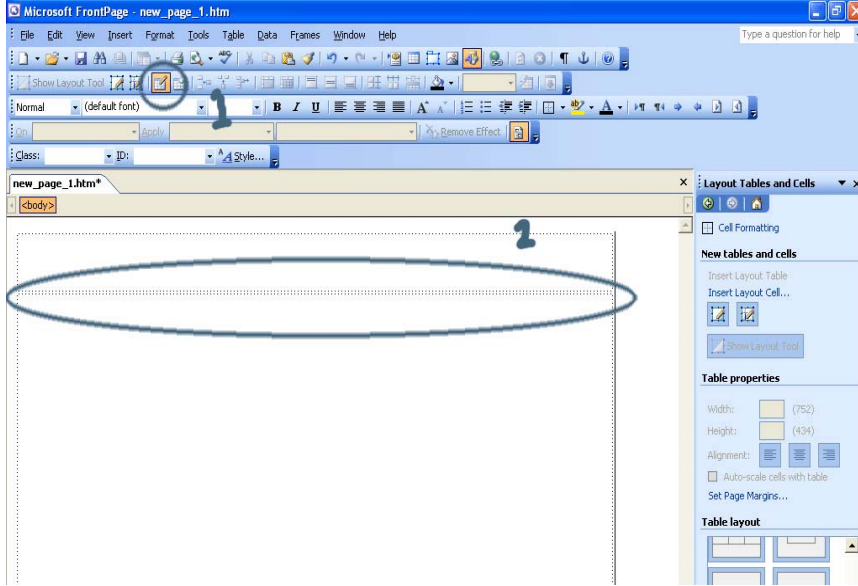 Microsoft FrontPage - new_page_1.htm
File Edit View Insert Format Tools Table Data Frames Window Help
Type a question for help
Show Layout Tool
1
Normal (default font) B I U A A A
On Apply Remove Effect
Class: ID: Style...
new_page_1.htm*
<body>
2
Layout Tables and Cells
Cell Formatting
New tables and cells
Insert Layout Table
Insert Layout Cell...
Show Layout Tool
Table properties
Width: (752)
Height: (434)
Alignment:
Auto-scale cells with table
Set Page Margins...
Table layout